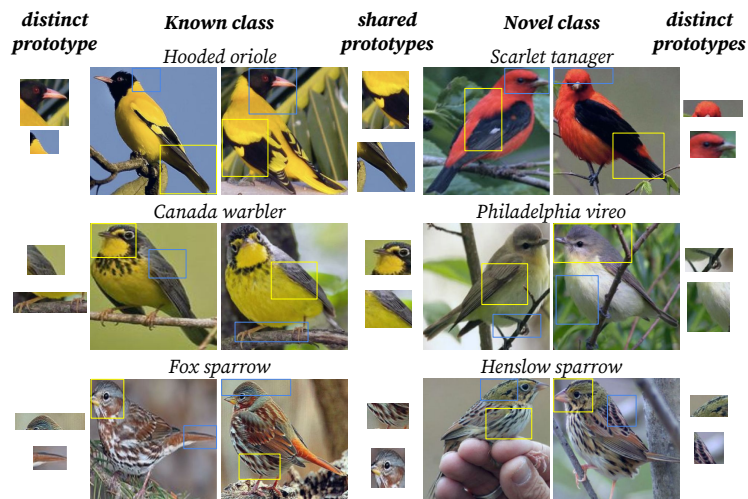 distinct prototype
Known class
shared prototypes
Novel class
distinct prototypes
Hooded oriole
Scarlet tanager
Canada warbler
Philadelphia vireo
Fox sparrow
Henslow sparrow